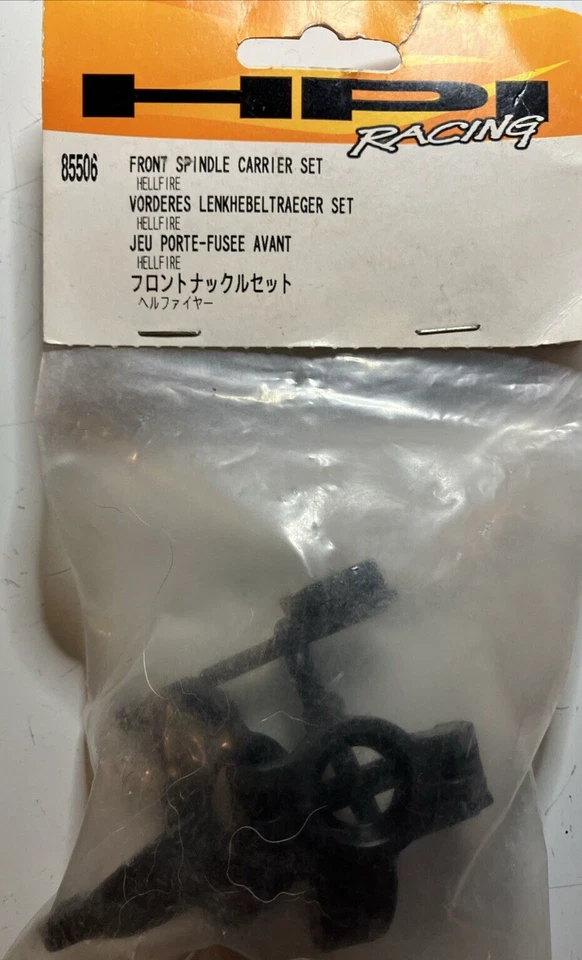 HPI
RACING
85506 FRONT SPINDLE CARRIER SET
HELLFIRE
VORDERES LENKHEBELTRAEGER SET
HELLFIRE
JEU PORTE-FUSEE AVANT
HELLFIRE
フロントナックルセット
ヘルファイヤー